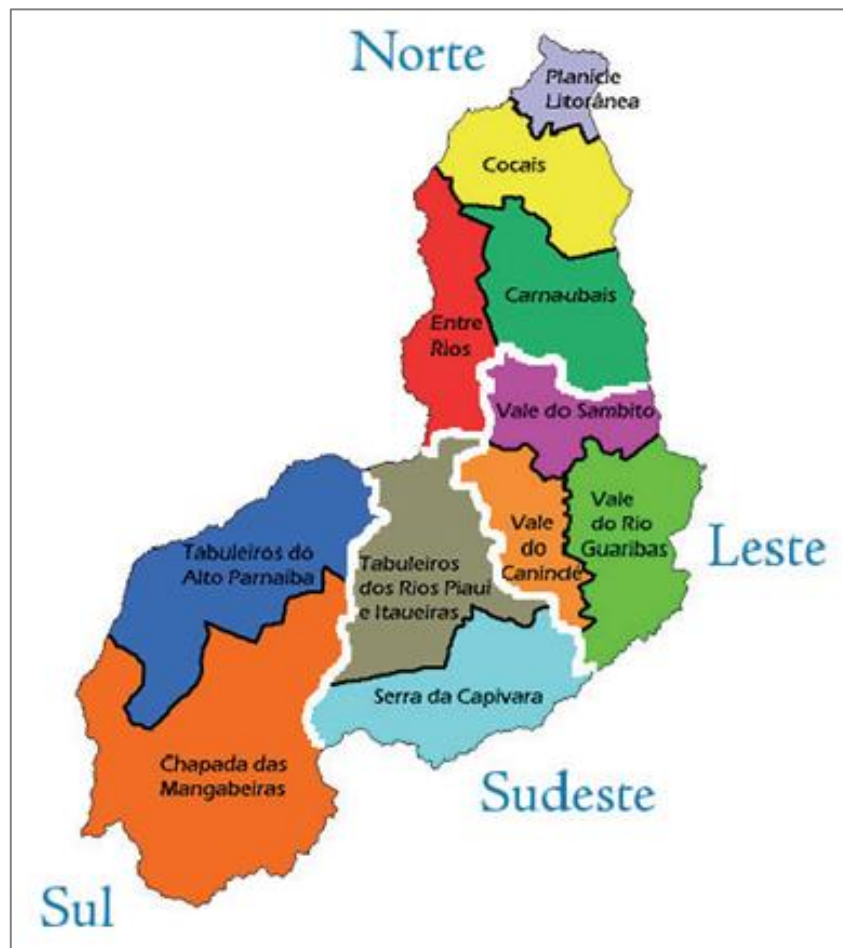 Norte
Planície
Litorânea
Cocais
Carnaubais
Entre
Rios
Vale do Sambito
Vale
do Rio
Guaribas
Leste
Vale
do
Canindé
Tabuleiros do
Alto Parnaíba
Tabuleiros
dos Rios Piaui
e Itaueiras
Serra da Capivara
Chapada das
Mangabeiras
Sudeste
Sul